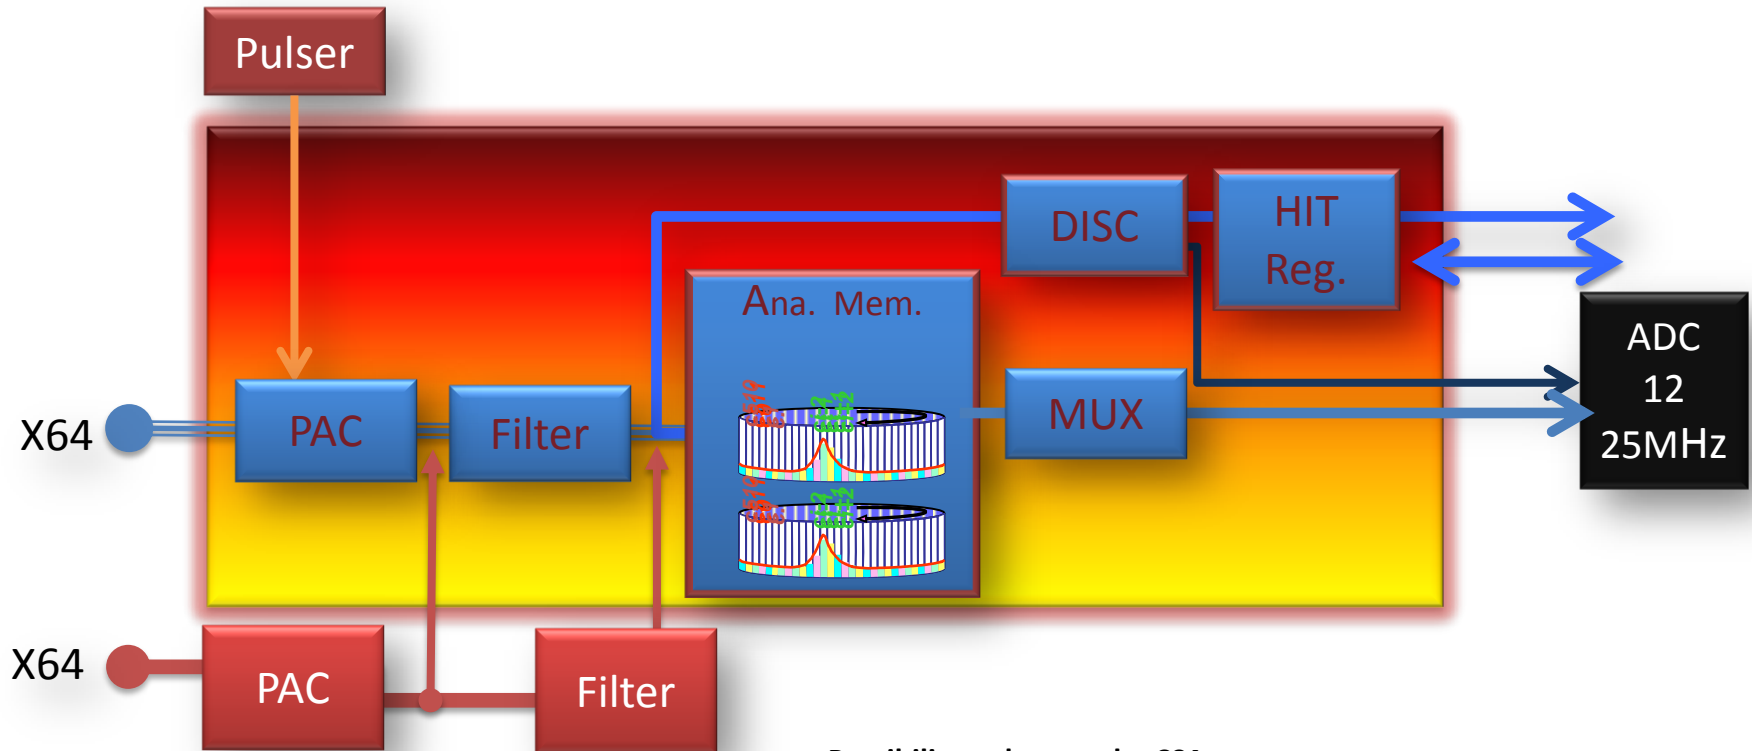 Pulser
DISC
HIT
Reg.
Ana. Mem.
ADC
12
25MHz
X64
PAC
Filter
MUX
X64
PAC
Filter